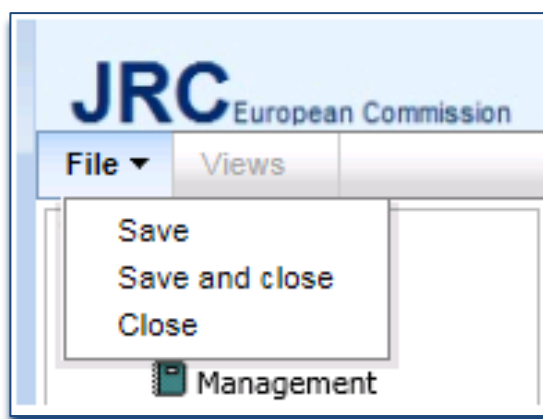 JRC European Commission
File Views
Save
Save and close
Close
Management